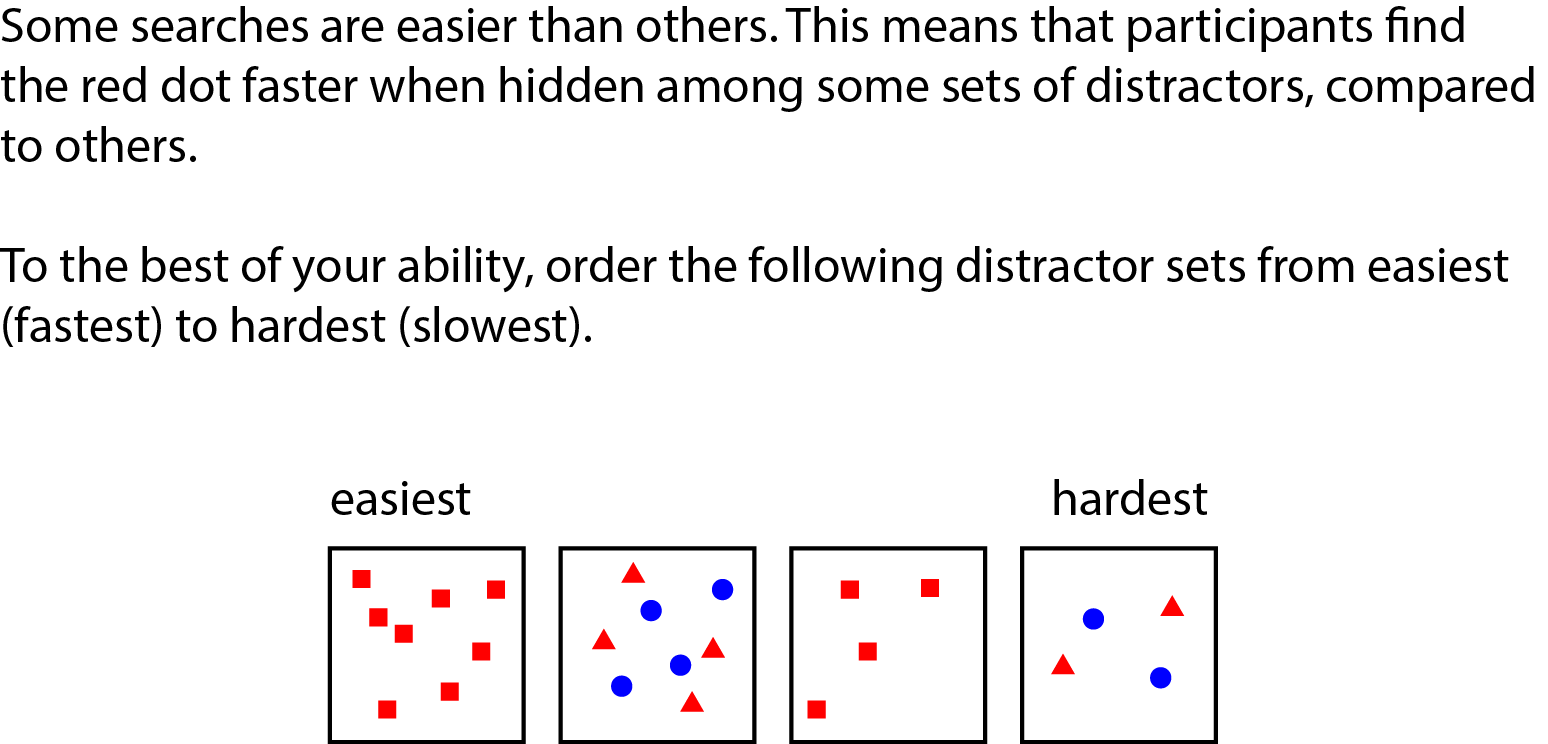 Some searches are easier than others. This means that participants find
the red dot faster when hidden among some sets of distractors, compared
to others.
To the best of your ability, order the following distractor sets from easiest
(fastest) to hardest (slowest).
easiest
hardest